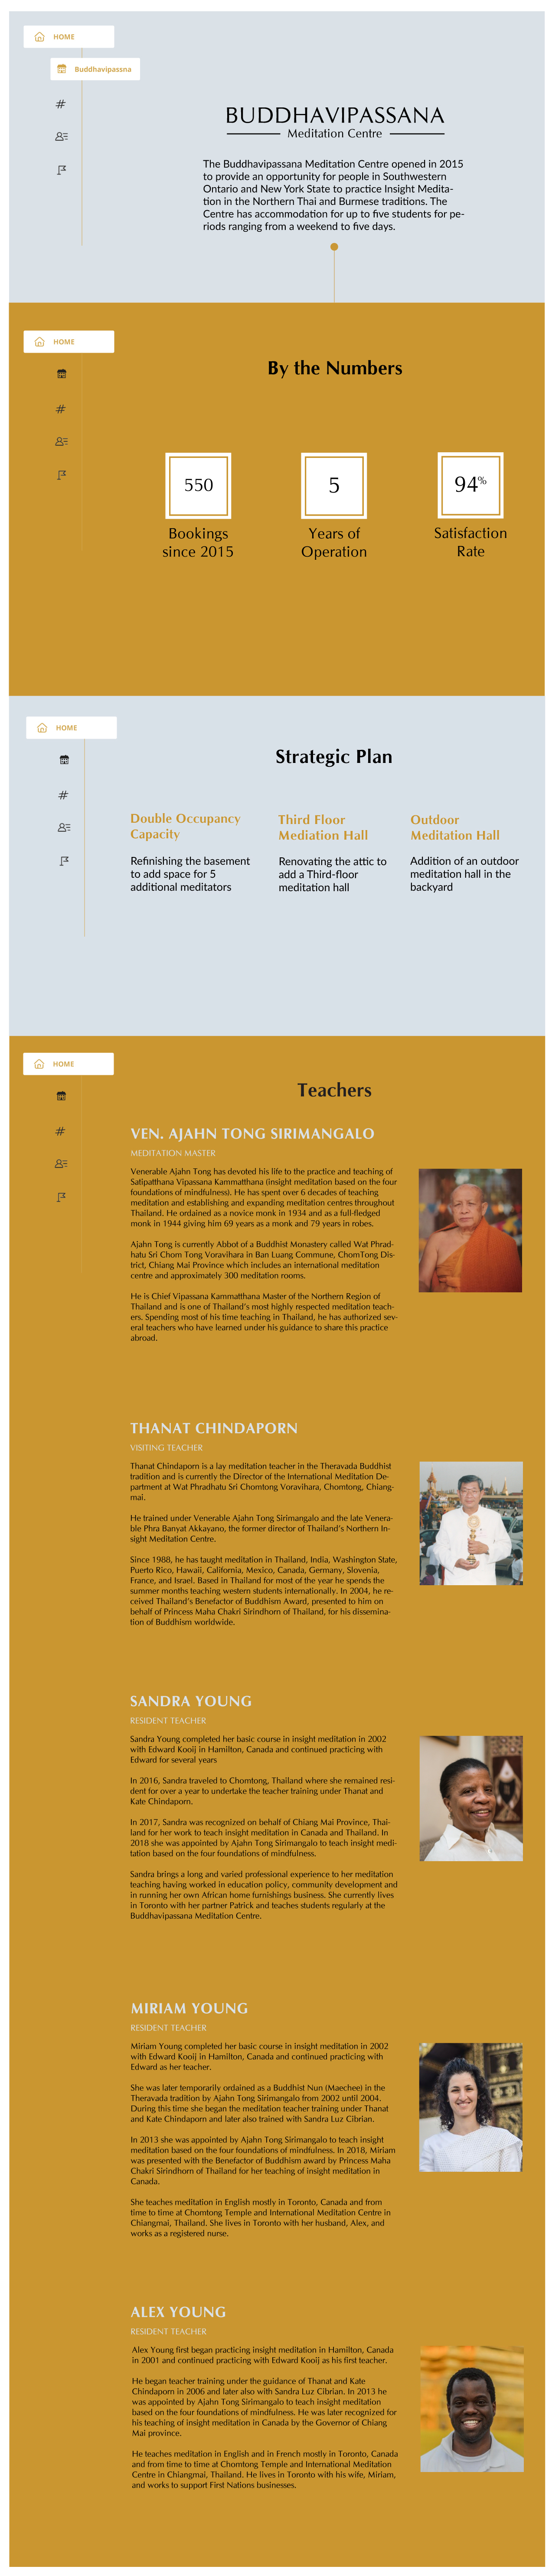 HOME
Buddhavipassna
#
BUDDHAVIPASSANA
Meditation Centre
The Buddhavipassana Meditation Centre opened in 2015
to provide an opportunity for people in Southwestern
Ontario and New York State to practice Insight Medita-
tion in the Northern Thai and Burmese traditions. The
Centre has accommodation for up to five students for pe-
riods ranging from a weekend to five days.
HOME
#
By the Numbers
550
Bookings
since 2015
5
Years of
Operation
94%
Satisfaction
Rate
HOME
#
Strategic Plan
Double Occupancy
Capacity
Refinishing the basement
to add space for 5
additional meditators
Third Floor
Mediation Hall
Renovating the attic to
add a Third-floor
meditation hall
Outdoor
Meditation Hall
Addition of an outdoor
meditation hall in the
backyard
HOME
#
Teachers
VEN. AJAHN TONG SIRIMANGALO
MEDITATION MASTER
Venerable Ajahn Tong has devoted his life to the practice and teaching of
Satipatthana Vipassana Kammatthana (insight meditation based on the four
foundations of mindfulness). He has spent over 6 decades of teaching
meditation and establishing and expanding meditation centres throughout
Thailand. He ordained as a novice monk in 1934 and as a full-fledged
monk in 1944 giving him 69 years as a monk and 79 years in robes.
Ajahn Tong is currently Abbot of a Buddhist Monastery called Wat Phrad-
hatu Sri Chom Tong Voravihara in Ban Luang Commune, ChomTong Dis-
trict, Chiang Mai Province which includes an international meditation
centre and approximately 300 meditation rooms.
He is Chief Vipassana Kammatthana Master of the Northern Region of
Thailand and is one of Thailand's most highly respected meditation teach-
ers. Spending most of his time teaching in Thailand, he has authorized sev-
eral teachers who have learned under his guidance to share this practice
abroad.
THANAT CHINDAPORN
VISITING TEACHER
Thanat Chindaporn is a lay meditation teacher in the Theravada Buddhist
tradition and is currently the Director of the International Meditation De-
partment at Wat Phradhatu Sri Chomtong Voravihara, Chomtong, Chiang-
mai.
He trained under Venerable Ajahn Tong Sirimangalo and the late Venera-
ble Phra Banyat Akkayano, the former director of Thailand's Northern In-
sight Meditation Centre.
Since 1988, he has taught meditation in Thailand, India, Washington State,
Puerto Rico, Hawaii, California, Mexico, Canada, Germany, Slovenia,
France, and Israel. Based in Thailand for most of the year he spends the
summer months teaching western students internationally. In 2004, he re-
ceived Thailand's Benefactor of Buddhism Award, presented to him on
behalf of Princess Maha Chakri Sirindhorn of Thailand, for his dissemina-
tion of Buddhism worldwide.
SANDRA YOUNG
RESIDENT TEACHER
Sandra Young completed her basic course in insight meditation in 2002
with Edward Kooij in Hamilton, Canada and continued practicing with
Edward for several years
In 2016, Sandra traveled to Chomtong, Thailand where she remained resi-
dent for over a year to undertake the teacher training under Thanat and
Kate Chindaporn.
In 2017, Sandra was recognized on behalf of Chiang Mai Province, Thai-
land for her work to teach insight meditation in Canada and Thailand. In
2018 she was appointed by Ajahn Tong Sirimangalo to teach insight medi-
tation based on the four foundations of mindfulness.
Sandra brings a long and varied professional experience to her meditation
teaching having worked in education policy, community development and
in running her own African home furnishings business. She currently lives
in Toronto with her partner Patrick and teaches students regularly at the
Buddhavipassana Meditation Centre.
MIRIAM YOUNG
RESIDENT TEACHER
Miriam Young completed her basic course in insight meditation in 2002
with Edward Kooij in Hamilton, Canada and continued practicing with
Edward as her teacher.
She was later temporarily ordained as a Buddhist Nun (Maechee) in the
Theravada tradition by Ajahn Tong Sirimangalo from 2002 until 2004.
During this time she began the meditation teacher training under Thanat
and Kate Chindaporn and later also trained with Sandra Luz Cibrian.
In 2013 she was appointed by Ajahn Tong Sirimangalo to teach insight
meditation based on the four foundations of mindfulness. In 2018, Miriam
was presented with the Benefactor of Buddhism award by Princess Maha
Chakri Sirindhorn of Thailand for her teaching of insight meditation in
Canada.
She teaches meditation in English mostly in Toronto, Canada and from
time to time at Chomtong Temple and International Meditation Centre in
Chiangmai, Thailand. She lives in Toronto with her husband, Alex, and
works as a registered nurse.
ALEX YOUNG
RESIDENT TEACHER
Alex Young first began practicing insight meditation in Hamilton, Canada
in 2001 and continued practicing with Edward Kooij as his first teacher.
He began teacher training under the guidance of Thanat and Kate
Chindaporn in 2006 and later also with Sandra Luz Cibrian. In 2013 he
was appointed by Ajahn Tong Sirimangalo to teach insight meditation
based on the four foundations of mindfulness. He was later recognized for
his teaching of insight meditation in Canada by the Governor of Chiang
Mai province.
He teaches meditation in English and in French mostly in Toronto, Canada
and from time to time at Chomtong Temple and International Meditation
Centre in Chiangmai, Thailand. He lives in Toronto with his wife, Miriam,
and works to support First Nations businesses.